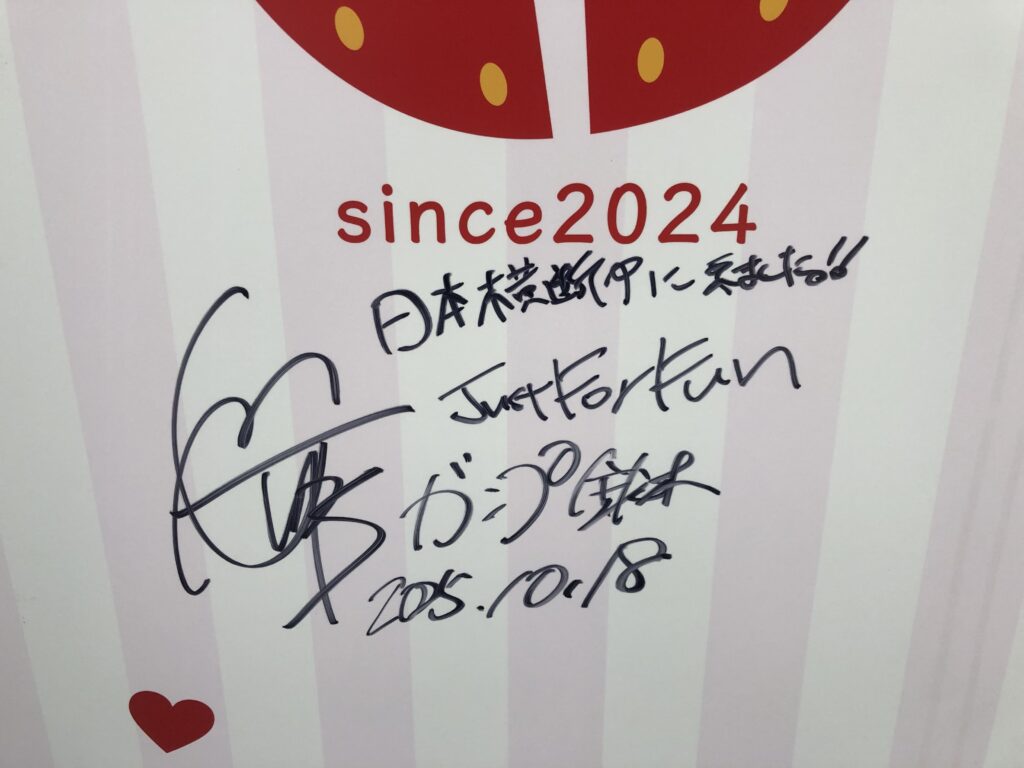 since2024
日本横断中に来ました!!
Just For Fun
ガンプ鈴木
2025.10.18